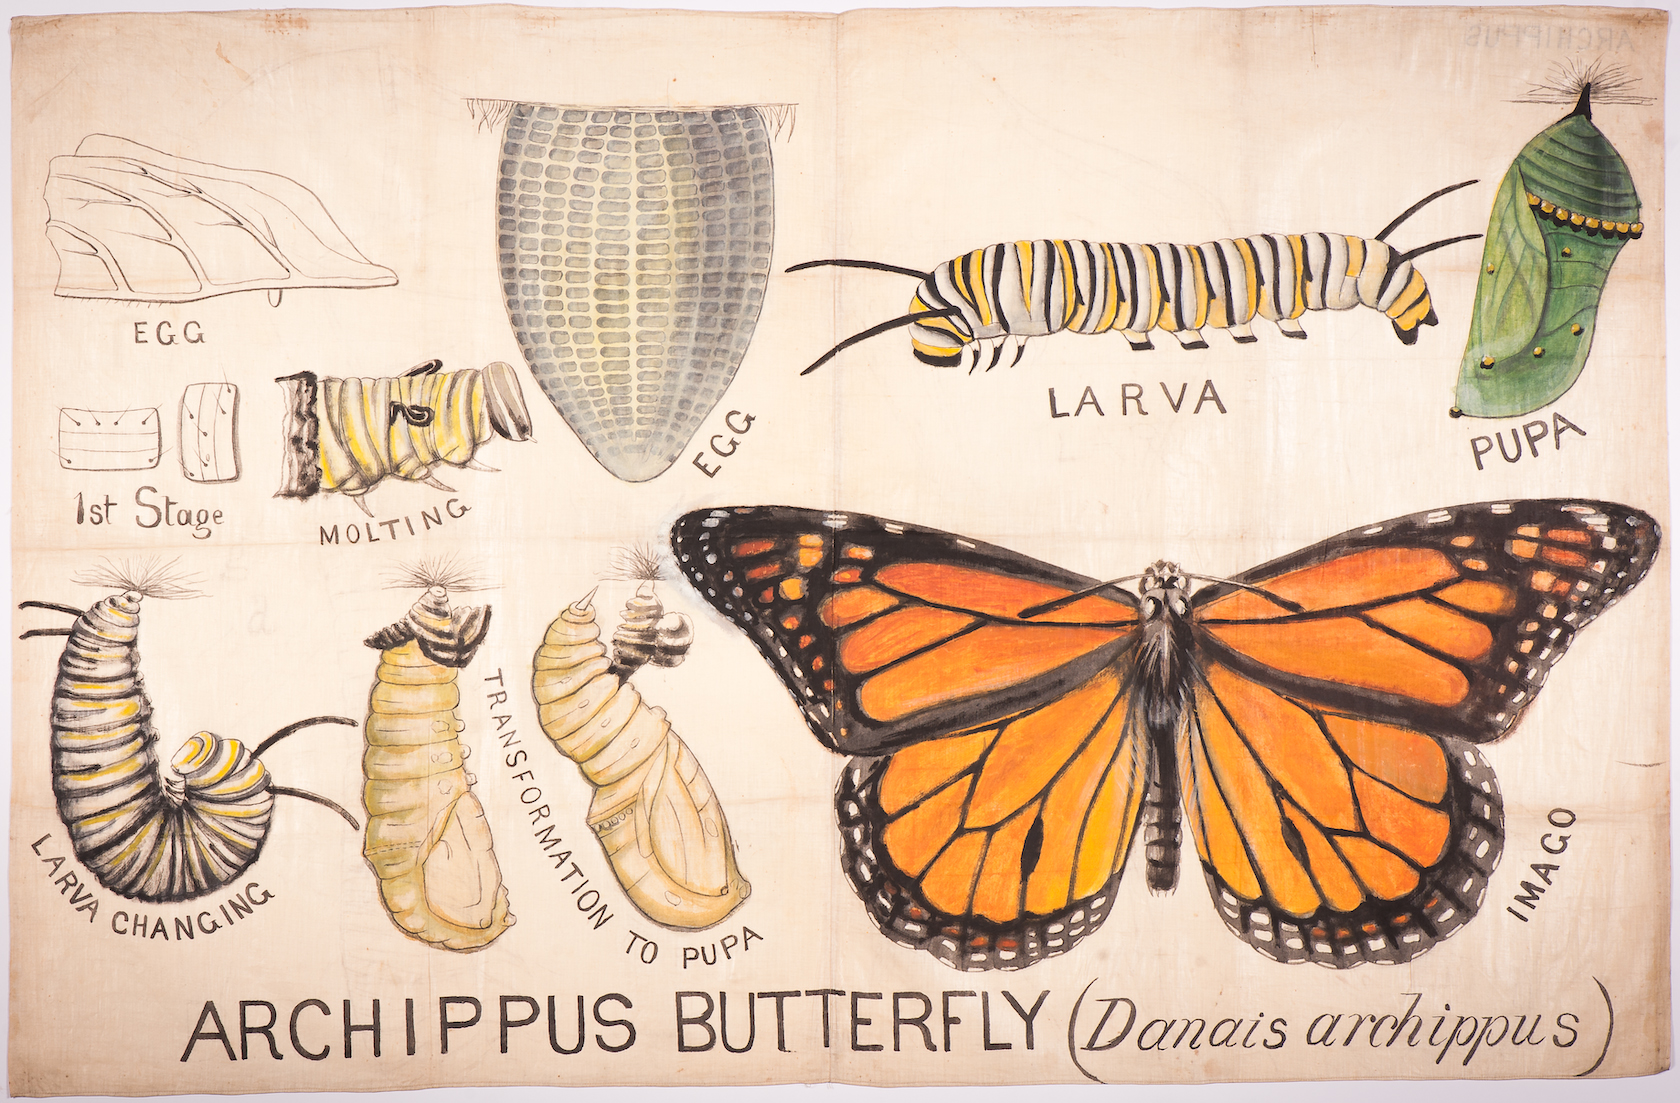 ARCHIPPUS
EGG
EGG
LARVA
PUPA
1st Stage
MOLTING
LARVA CHANGING
TRANSFORMATION TO PUPA
IMAGO
ARCHIPPUS BUTTERFLY (Danais archippus)